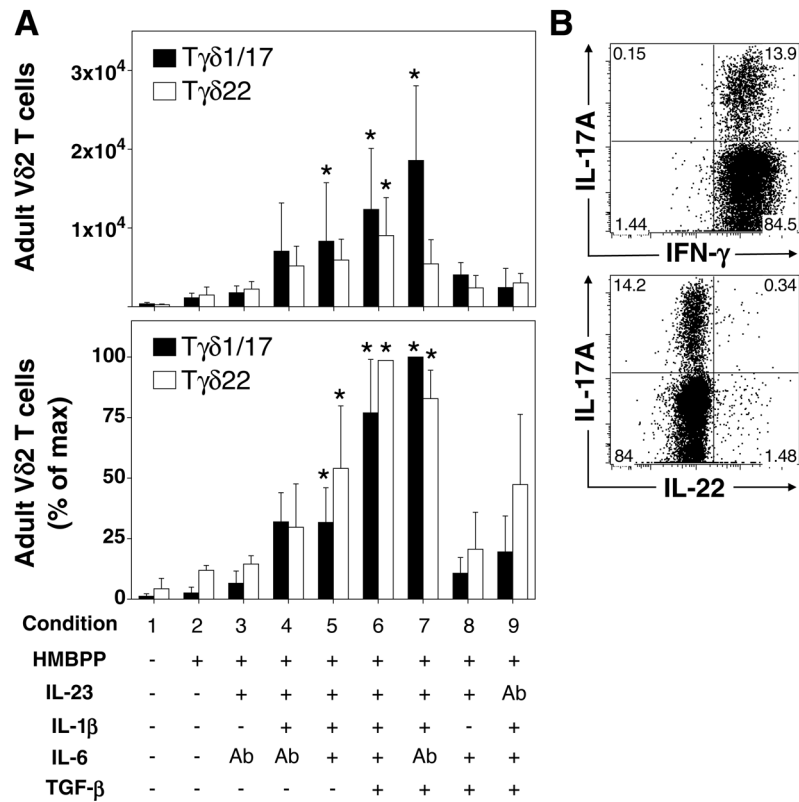 A
Adult Vδ2 T cells
3x10⁴
2x10⁴
1x10⁴
Tγδ1/17
Tγδ22
*
*
*
*
Adult Vδ2 T cells
(% of max)
100
75
50
25
0
Tγδ1/17
Tγδ22
*
*
* *
* *
Condition 1 2 3 4 5 6 7 8 9
HMBPP - + + + + + + + +
IL-23 - - + + + + + + Ab
IL-1β - - - + + + + - +
IL-6 - - Ab Ab + + Ab + +
TGF-β - - - - - + + + +
B
0.15 13.9
IL-17A
1.44 84.5
IFN-γ
14.2 0.34
IL-17A
84 1.48
IL-22